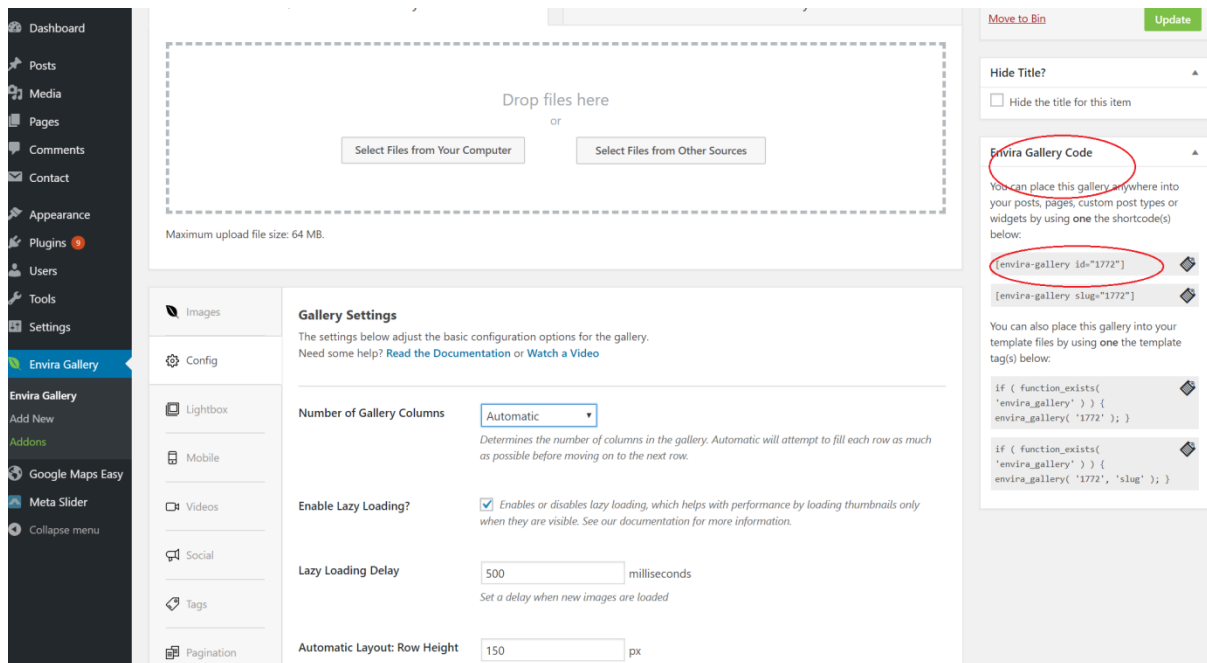 Dashboard
Posts
Media
Pages
Comments
Contact
Appearance
Plugins 9
Users
Tools
Settings
Envira Gallery
Envira Gallery
Add New
Addons
Google Maps Easy
Meta Slider
Collapse menu
Drop files here
or
Select Files from Your Computer
Select Files from Other Sources
Maximum upload file size: 64 MB.
Images
Config
Lightbox
Mobile
Videos
Social
Tags
Pagination
Gallery Settings
The settings below adjust the basic configuration options for the gallery.
Need some help? Read the Documentation or Watch a Video
Number of Gallery Columns
Automatic
Determines the number of columns in the gallery. Automatic will attempt to fill each row as much
as possible before moving on to the next row.
Enable Lazy Loading?
Enables or disables lazy loading, which helps with performance by loading thumbnails only
when they are visible. See our documentation for more information.
Lazy Loading Delay
500 milliseconds
Set a delay when new images are loaded
Automatic Layout: Row Height
150 px
Move to Bin
Update
Hide Title?
Hide the title for this item
Envira Gallery Code
You can place this gallery anywhere into
your posts, pages, custom post types or
widgets by using one the shortcode(s)
below:
[envira-gallery id="1772"]
[envira-gallery slug="1772"]
You can also place this gallery into your
template files by using one the template
tag(s) below:
if ( function_exists(
'envira_gallery' ) ) {
envira_gallery( '1772' ); }
if ( function_exists(
'envira_gallery' ) ) {
envira_gallery( '1772', 'slug' ); }